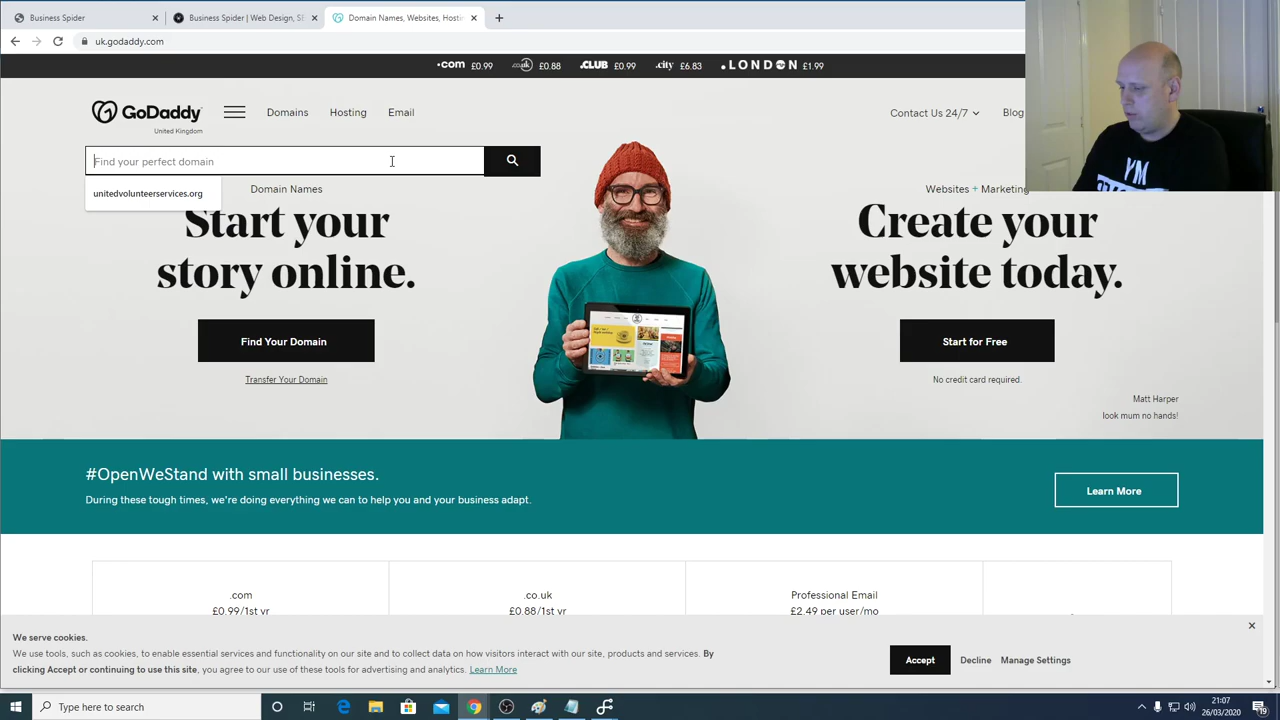 Business Spider
Business Spider | Web Design, SE
Domain Names, Websites, Hostin
uk.godaddy.com
.com £0.99
.co.uk £0.88
.CLUB £0.99
.city £6.83
.LONDON £1.99
GoDaddy
United Kingdom
Domains
Hosting
Email
Contact Us 24/7
Blog
Find your perfect domain
unitedvolunteerservices.org
Domain Names
Start your
story online.
Find Your Domain
Transfer Your Domain
Websites + Marketing
Create your
website today.
Start for Free
No credit card required.
Matt Harper
look mum no hands!
YM
#OpenWeStand with small businesses.
During these tough times, we're doing everything we can to help you and your business adapt.
Learn More
.com
£0.99/1st yr
.co.uk
£0.88/1st yr
Professional Email
£2.49 per user/mo
We serve cookies.
We use tools, such as cookies, to enable essential services and functionality on our site and to collect data on how visitors interact with our site, products and services. By
clicking Accept or continuing to use this site, you agree to our use of these tools for advertising and analytics. Learn More
Accept
Decline
Manage Settings
Type here to search
21:07
26/03/2020
19